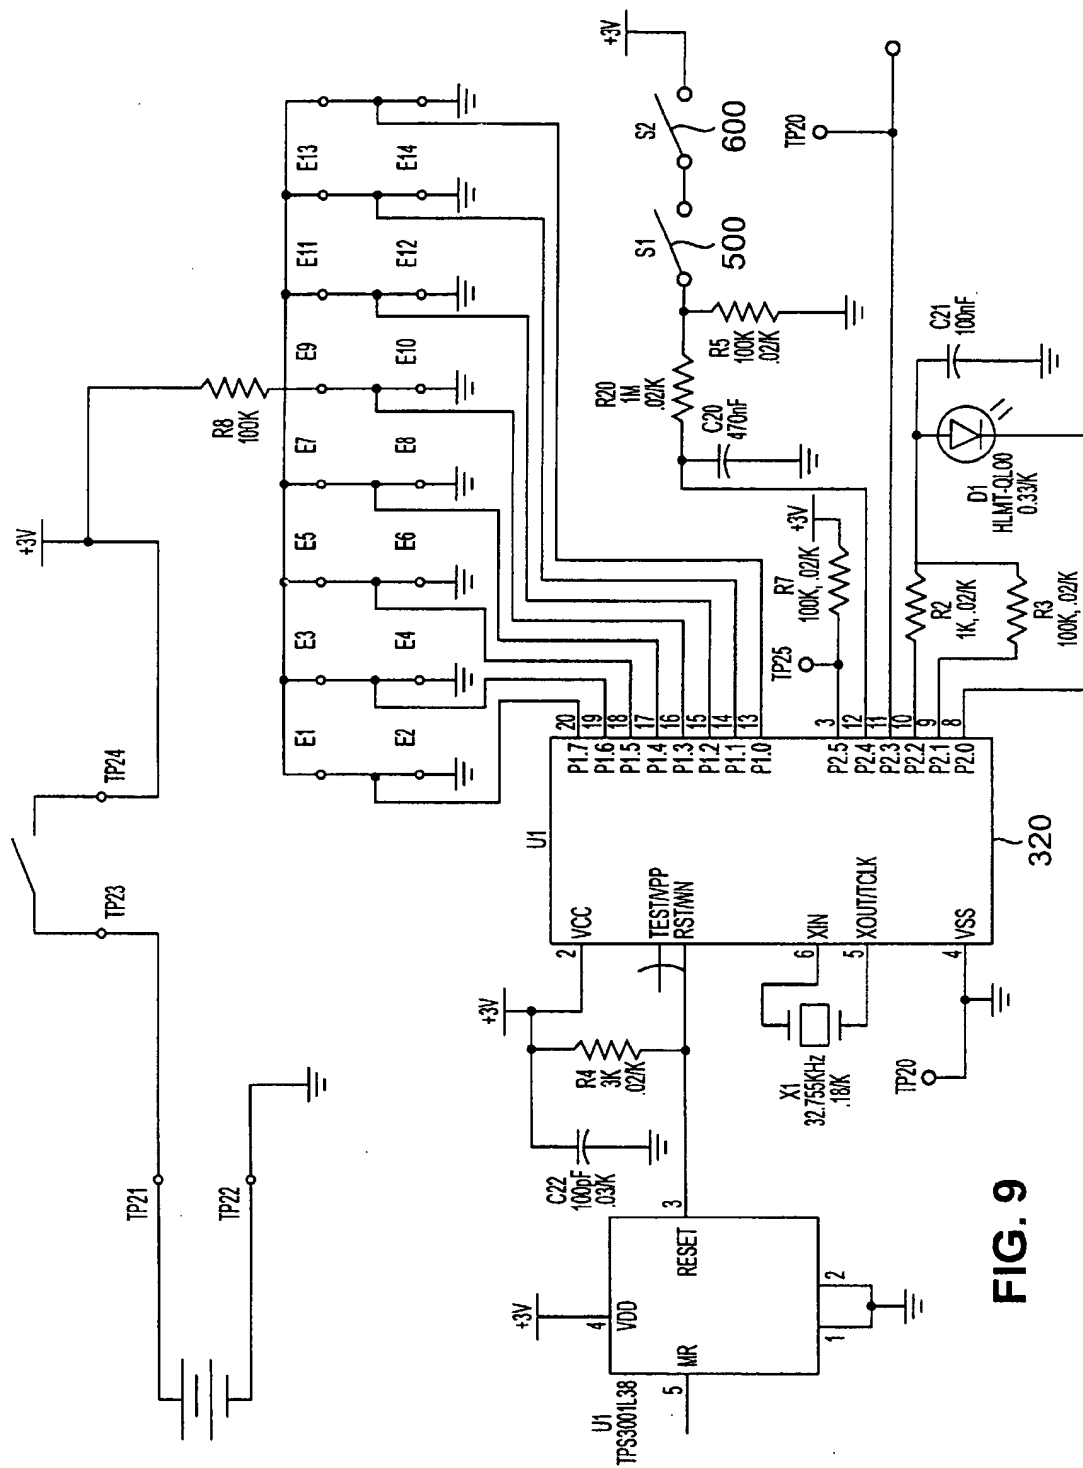 +3V
TP23
TP24
TP21
TP22
R8
100K
E1
E3
E5
E7
E9
E11
E13
E2
E4
E6
E8
E10
E12
E14
+3V
S1
S2
500
600
R20
1M
.02/K
R5
100K
.02/K
C20
470nF
+3V
R7
100K, .02/K
TP25
TP20
R2
1K, .02/K
R3
100K, .02/K
D1
HLMT-QL00
0.33/K
C21
100nF
U1
P1.7 20
P1.6 19
P1.5 18
P1.4 17
P1.3 16
P1.2 15
P1.1 14
P1.0 13
P2.5 3
P2.4 12
P2.3 11
P2.2 10
P2.1 9
P2.0 8
2 VCC
TEST/VPP
RST/WN
6 XIN
5 XOUT/TCLK
4 VSS
320
+3V
R4
3K
.02/K
C22
100pF
.03/K
X1
32.755KHz
.18/K
TP20
U1
TPS3001L38
+3V
4
VDD
5
MR
RESET
3
1
2
FIG. 9